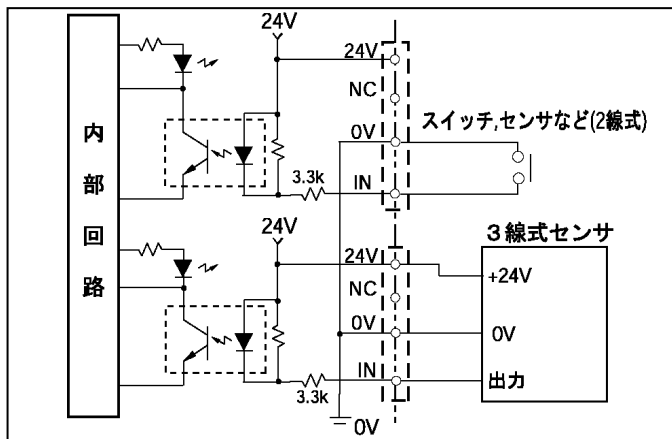 内部回路
24V
24V
NC
0V
スイッチ,センサなど(2線式)
3.3k
IN
24V
3線式センサ
24V
+24V
NC
0V
0V
IN
出力
3.3k
0V